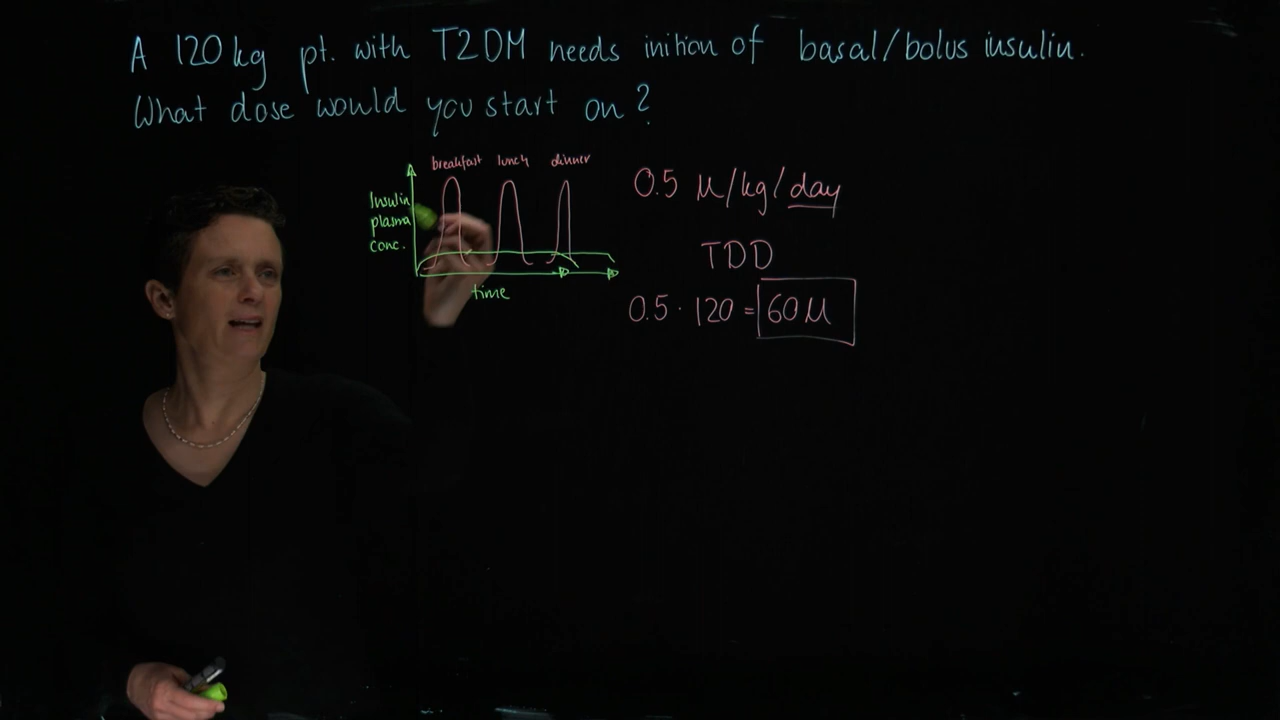 A 120 kg pt. with T2DM needs inition of basal/bolus insulin.
What dose would you start on?
breakfast lunch dinner
Insulin
plasma
conc.
time
0.5 U/kg/day
TDD
0.5 · 120 = 60U